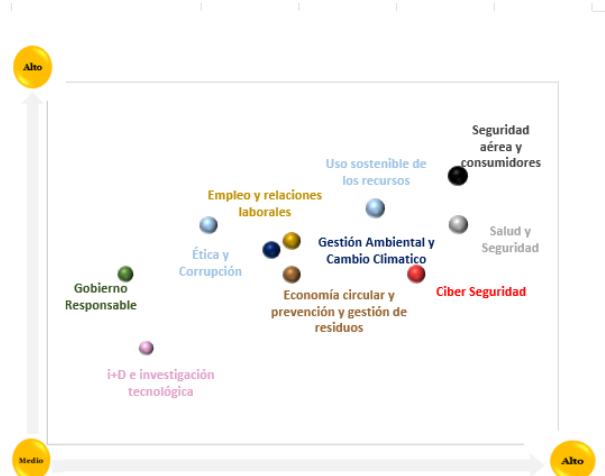 Alto
Seguridad
aérea y
consumidores
Uso sostenible de
los recursos
Empleo y relaciones
laborales
Salud y
Seguridad
Gestión Ambiental y
Cambio Climatico
Ética y
Corrupción
Gobierno
Responsable
Economía circular y
prevención y gestión de
residuos
Ciber Seguridad
i+D e investigación
tecnológica
Medio
Alto